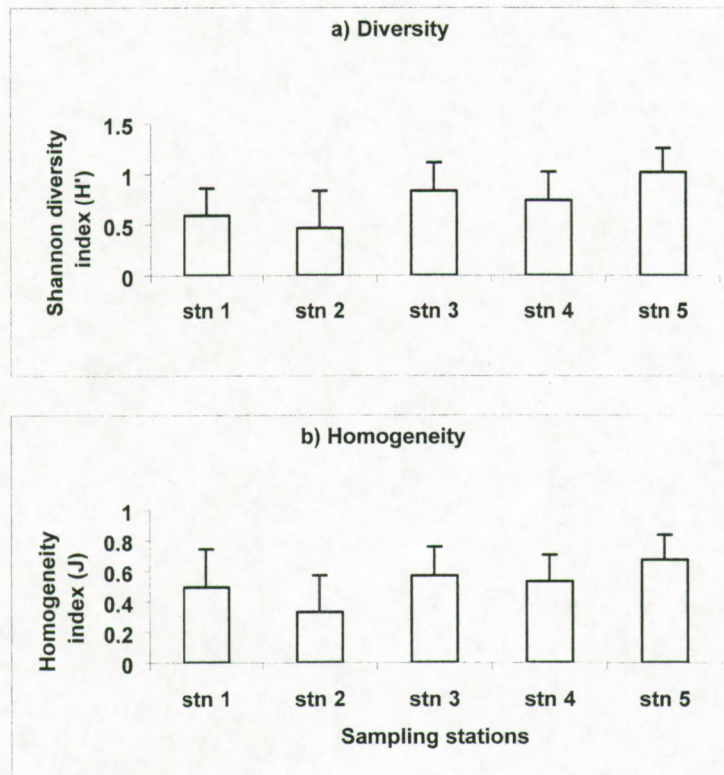 a) Diversity
Shannon diversity
index (H')
1.5
1
0.5
0
stn 1 stn 2 stn 3 stn 4 stn 5
b) Homogeneity
Homogeneity
index (J)
1
0.8
0.6
0.4
0.2
0
stn 1 stn 2 stn 3 stn 4 stn 5
Sampling stations